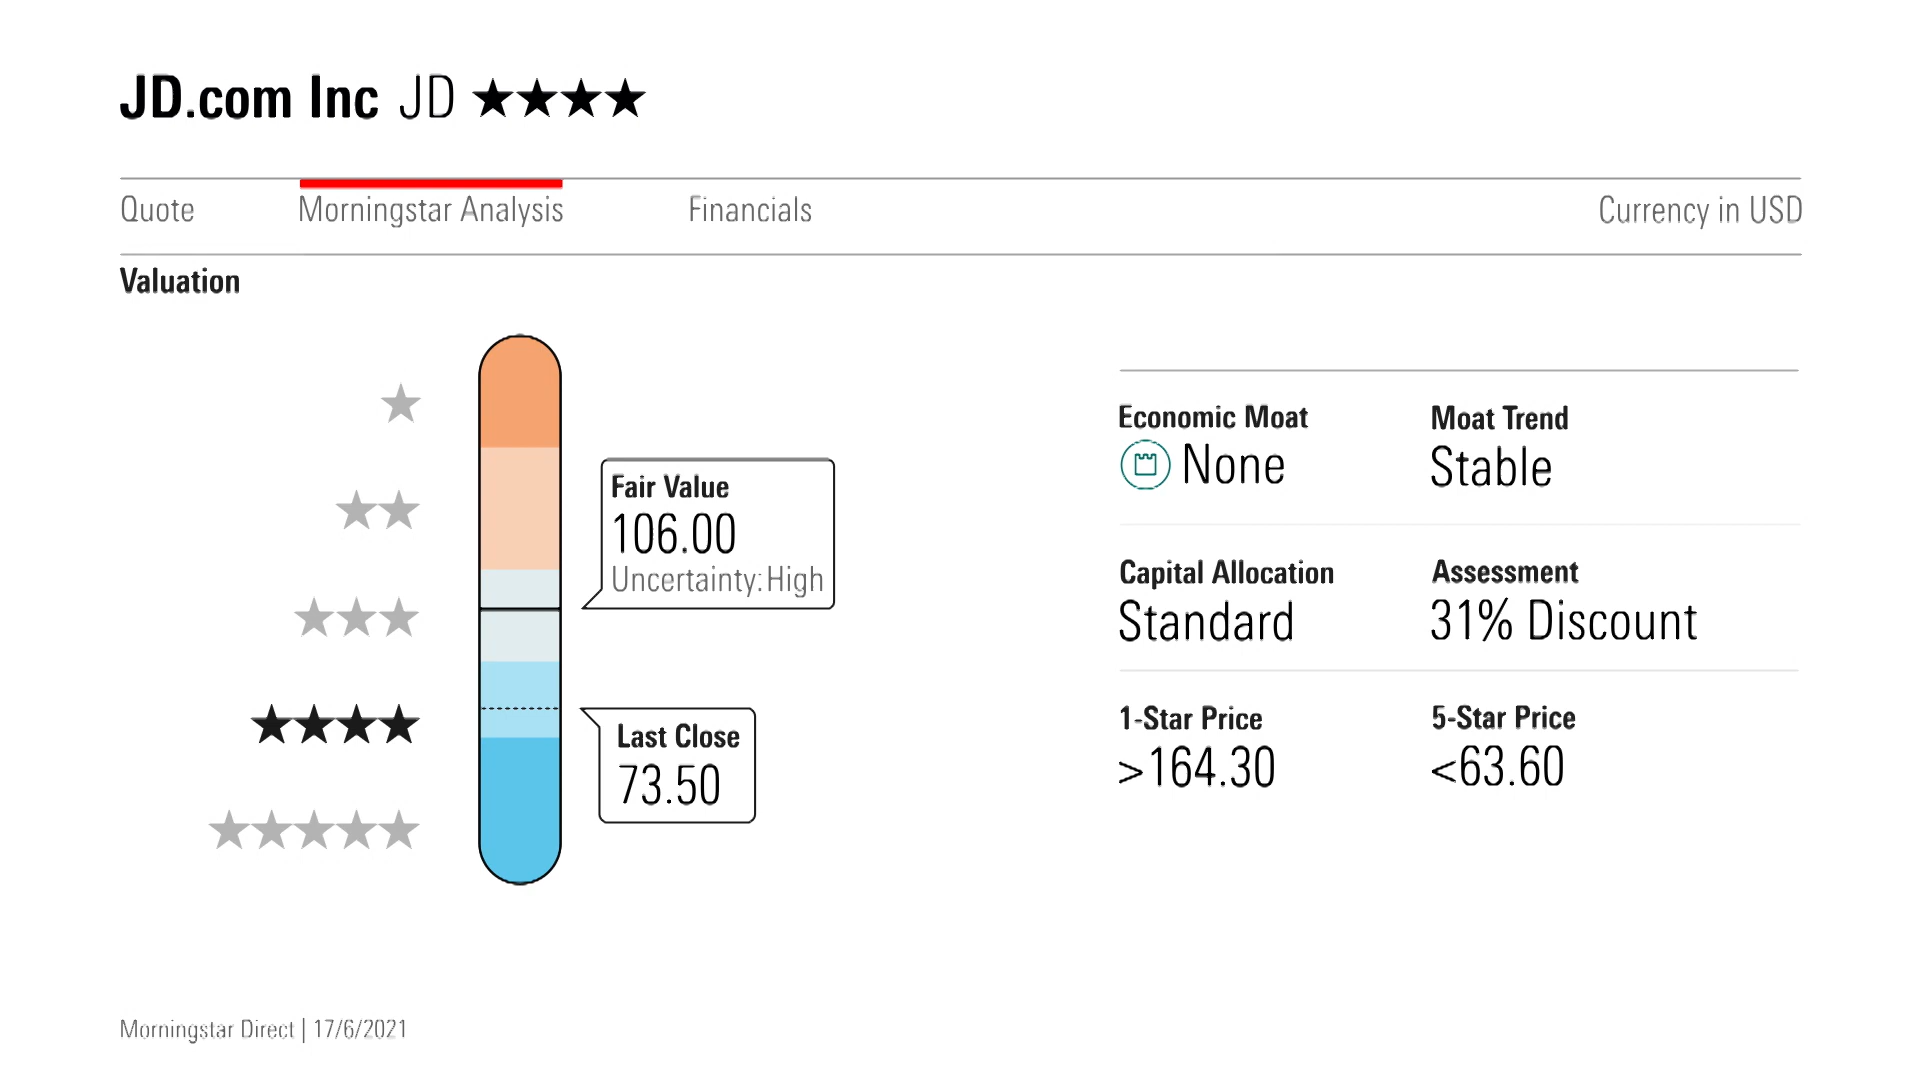 JD.com Inc JD ★★★★
Quote Morningstar Analysis Financials Currency in USD
Valuation
Fair Value
106.00
Uncertainty: High
Last Close
73.50
Economic Moat Moat Trend
None Stable
Capital Allocation Assessment
Standard 31% Discount
1-Star Price 5-Star Price
>164.30 <63.60
Morningstar Direct | 17/6/2021